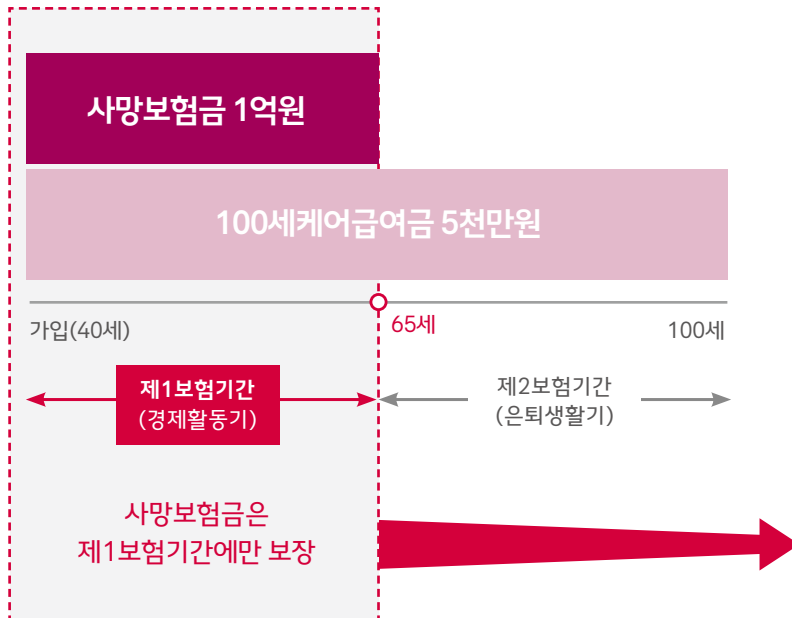 사망보험금 1억원
100세케어급여금 5천만원
가입(40세)
65세
100세
제1보험기간
(경제활동기)
제2보험기간
(은퇴생활기)
사망보험금은
제1보험기간에만 보장